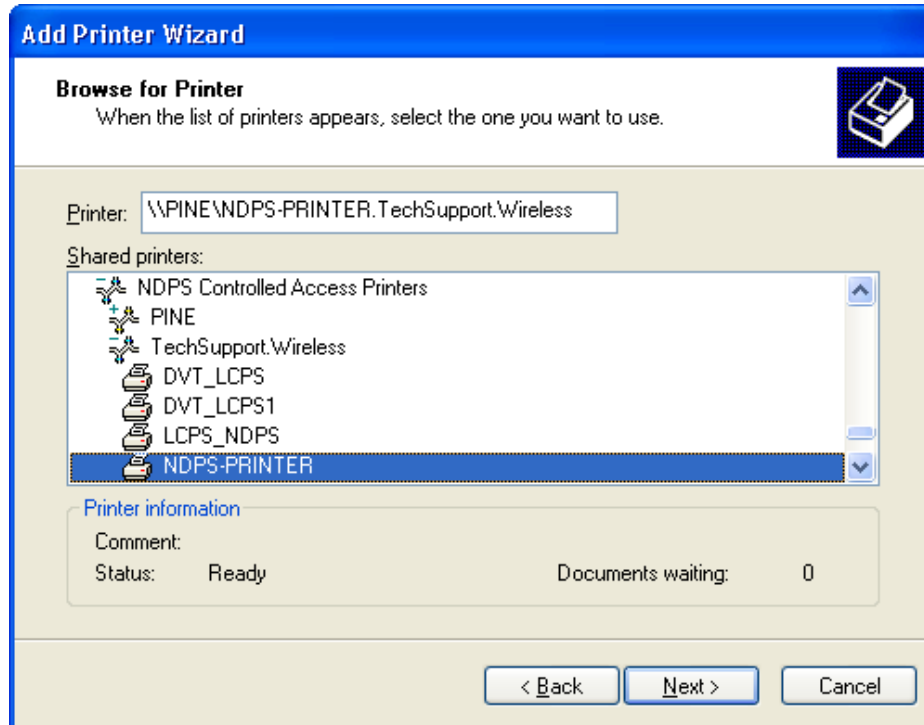 Add Printer Wizard
Browse for Printer
When the list of printers appears, select the one you want to use.
Printer: \\PINE\NDPS-PRINTER.TechSupport.Wireless
Shared printers:
NDPS Controlled Access Printers
PINE
TechSupport.Wireless
DVT_LCPS
DVT_LCPS1
LCPS_NDPS
NDPS-PRINTER
Printer information
Comment:
Status: Ready Documents waiting: 0
< Back Next > Cancel